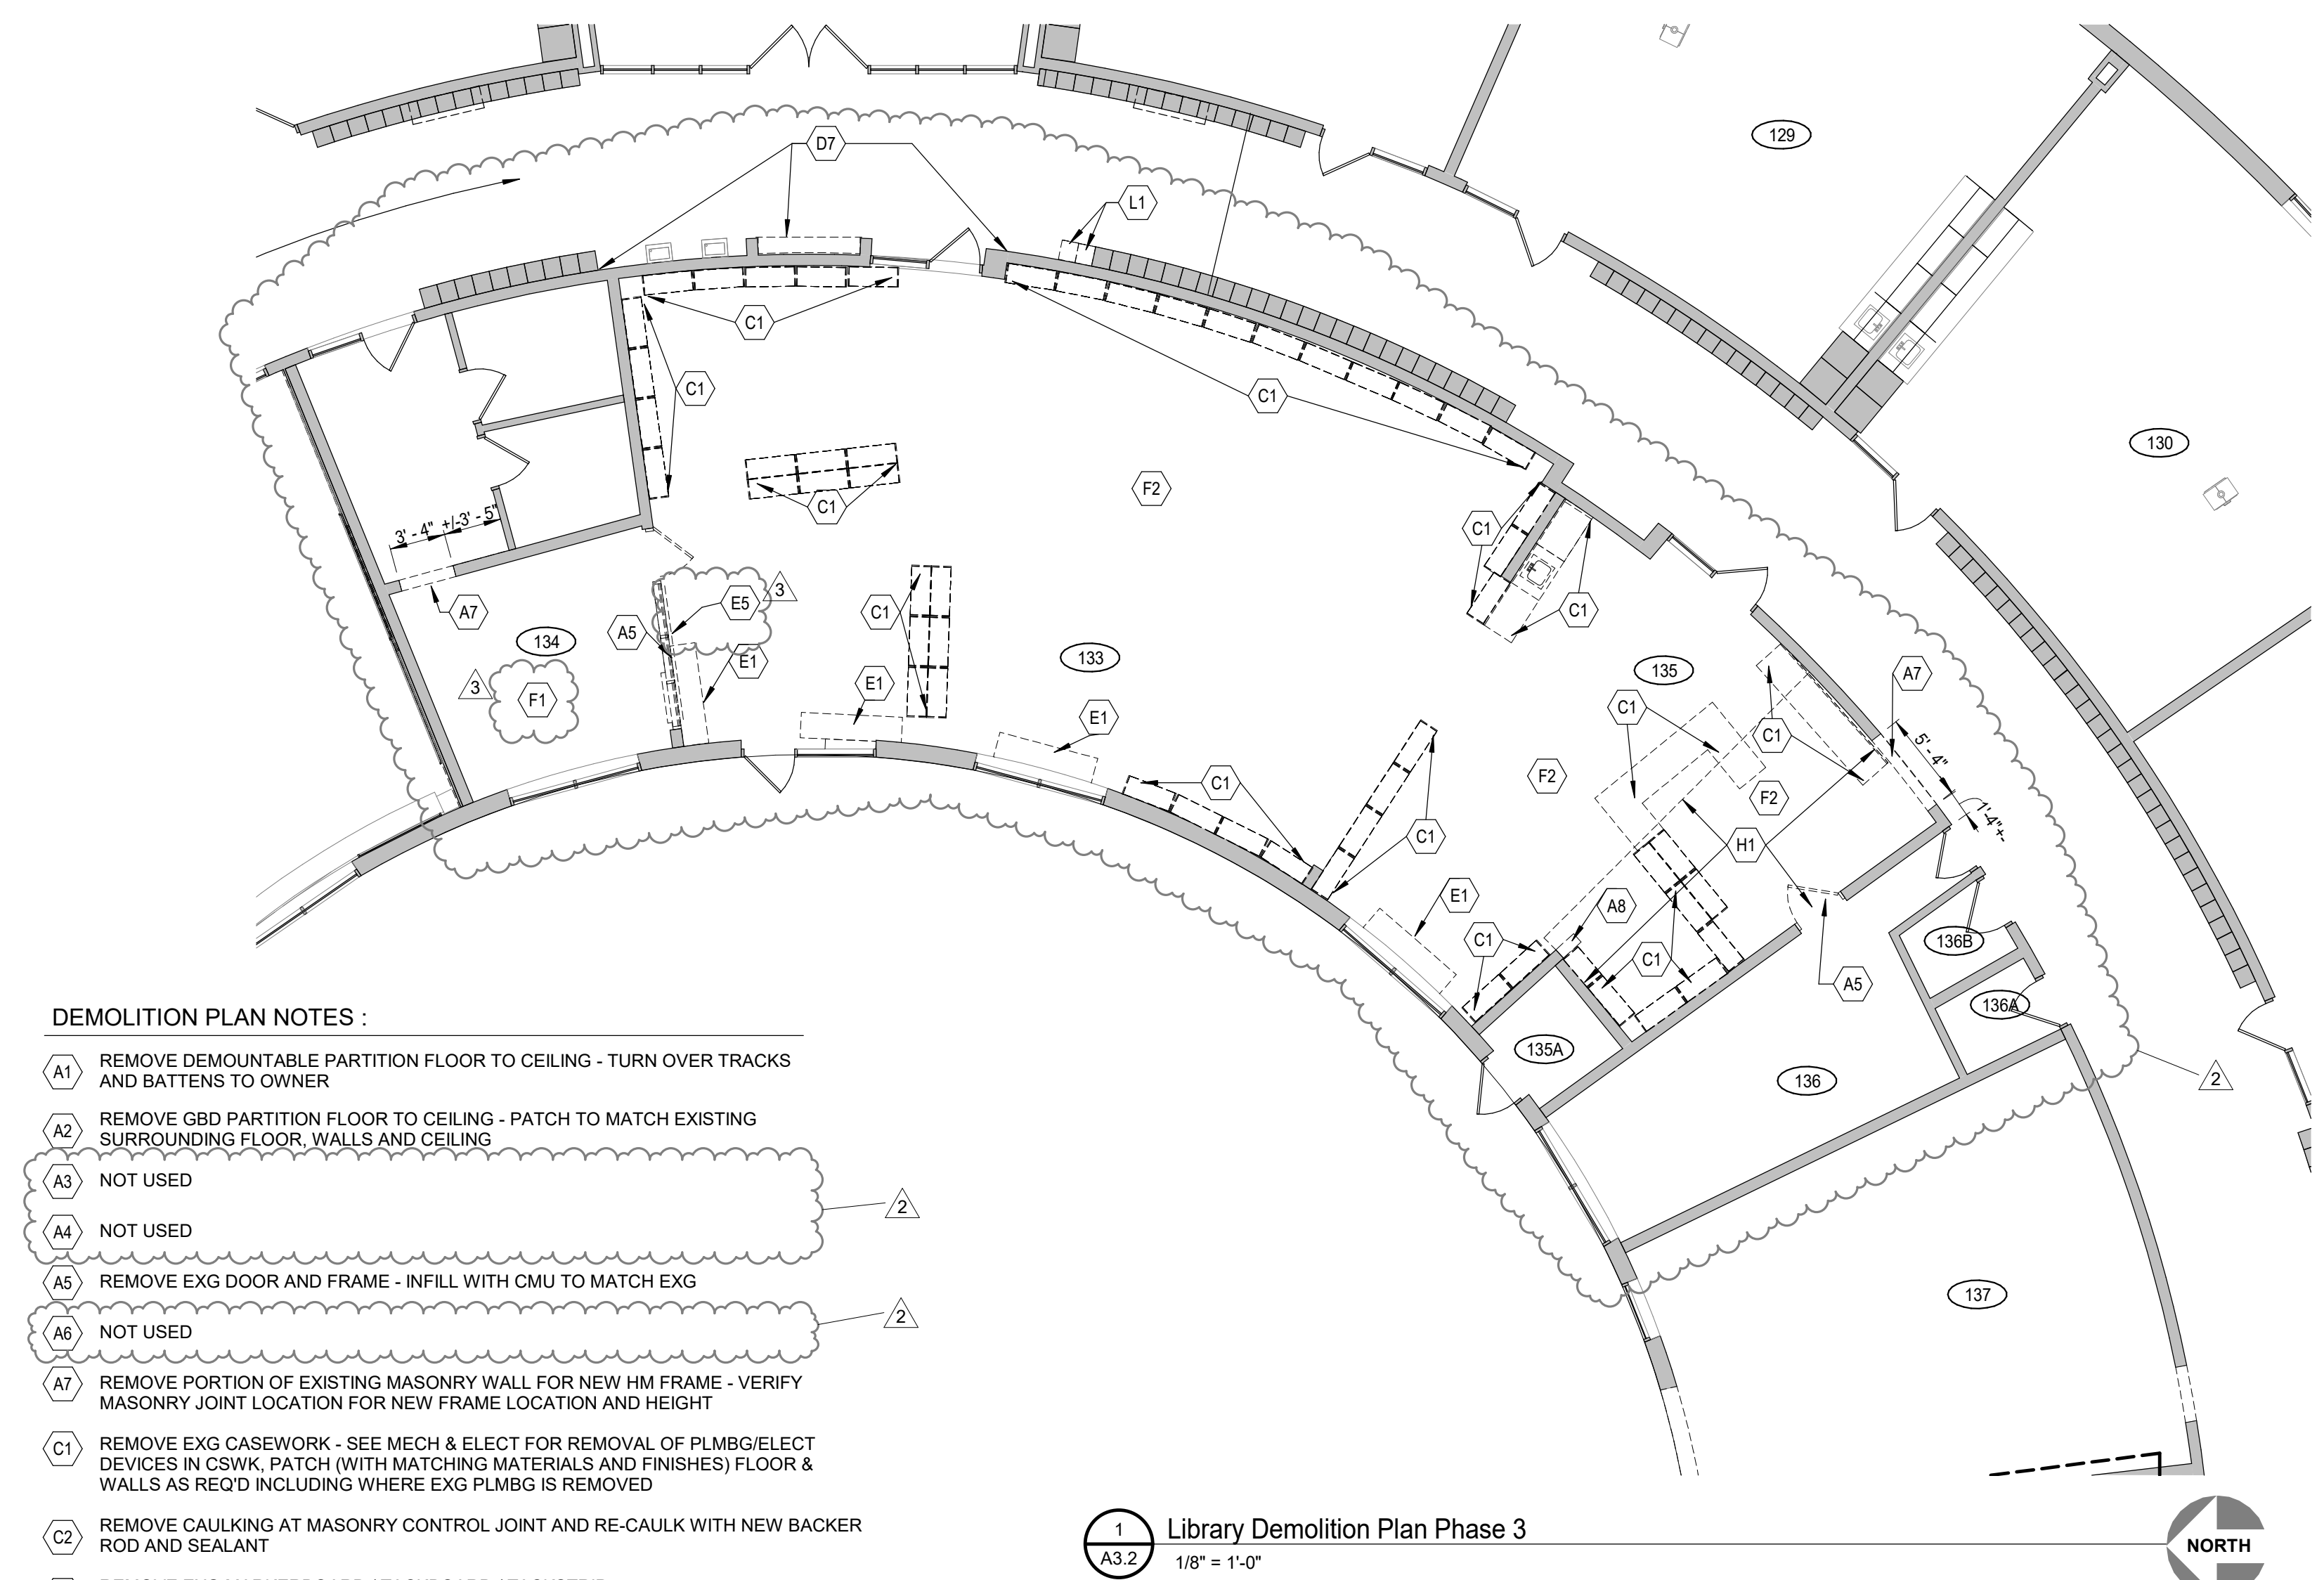 D7
129
L1
C1
C1
C1
130
C1
F2
C1
3' - 4"
+/-3' - 5"
A7
134
A5
E5
3
E1
C1
C1
133
135
A7
3
F1
E1
E1
C1
C1
5' - 4"
F2
F2
1'-4"+-
C1
C1
H1
E1
A8
C1
C1
A5
136B
136A
135A
136
2
137
DEMOLITION PLAN NOTES :
A1
REMOVE DEMOUNTABLE PARTITION FLOOR TO CEILING - TURN OVER TRACKS
AND BATTENS TO OWNER
A2
REMOVE GBD PARTITION FLOOR TO CEILING - PATCH TO MATCH EXISTING
SURROUNDING FLOOR, WALLS AND CEILING
A3
NOT USED
2
A4
NOT USED
A5
REMOVE EXG DOOR AND FRAME - INFILL WITH CMU TO MATCH EXG
A6
NOT USED
2
A7
REMOVE PORTION OF EXISTING MASONRY WALL FOR NEW HM FRAME - VERIFY
MASONRY JOINT LOCATION FOR NEW FRAME LOCATION AND HEIGHT
C1
REMOVE EXG CASEWORK - SEE MECH & ELECT FOR REMOVAL OF PLMBG/ELECT
DEVICES IN CSWK, PATCH (WITH MATCHING MATERIALS AND FINISHES) FLOOR &
WALLS AS REQ'D INCLUDING WHERE EXG PLMBG IS REMOVED
C2
REMOVE CAULKING AT MASONRY CONTROL JOINT AND RE-CAULK WITH NEW BACKER
ROD AND SEALANT
1
A3.2
Library Demolition Plan Phase 3
1/8" = 1'-0"
NORTH